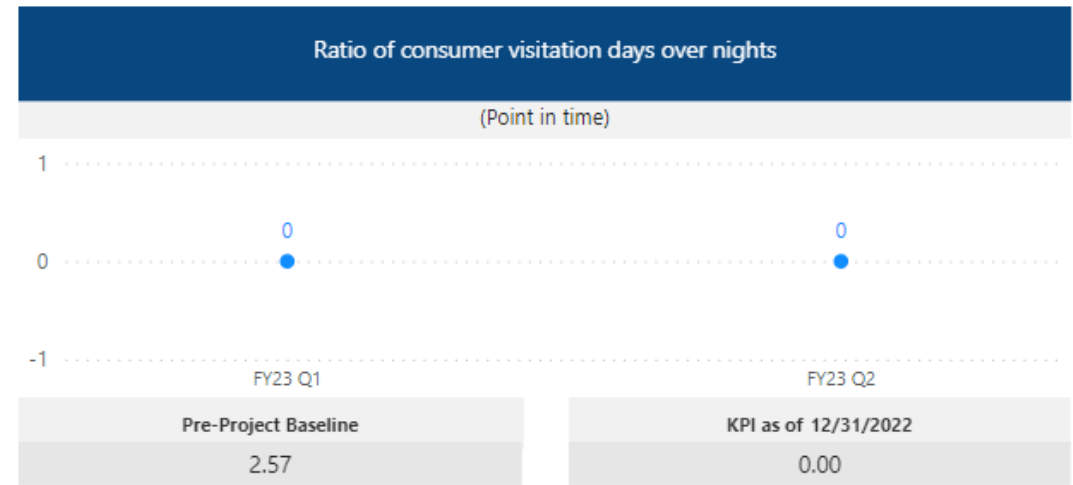 Ratio of consumer visitation days over nights
(Point in time)
1
0 0
0
-1
FY23 Q1 FY23 Q2
Pre-Project Baseline KPI as of 12/31/2022
2.57 0.00